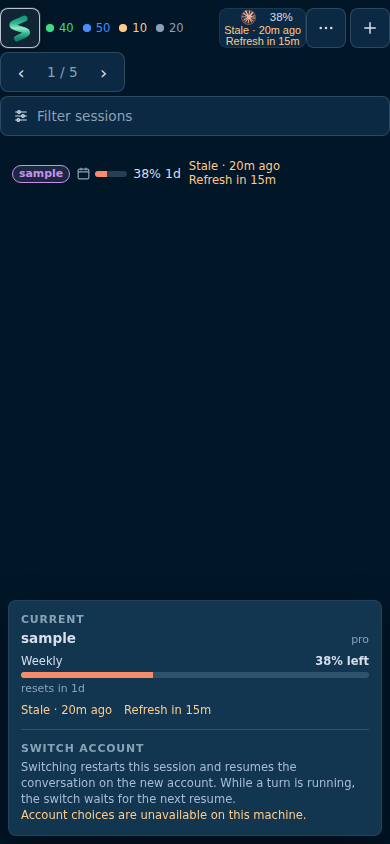 40 50 10 20
38%
Stale · 20m ago
Refresh in 15m
1 / 5
Filter sessions
sample 38% 1d
Stale · 20m ago
Refresh in 15m
CURRENT
sample pro
Weekly 38% left
resets in 1d
Stale · 20m ago Refresh in 15m
SWITCH ACCOUNT
Switching restarts this session and resumes the
conversation on the new account. While a turn is running,
the switch waits for the next resume.
Account choices are unavailable on this machine.